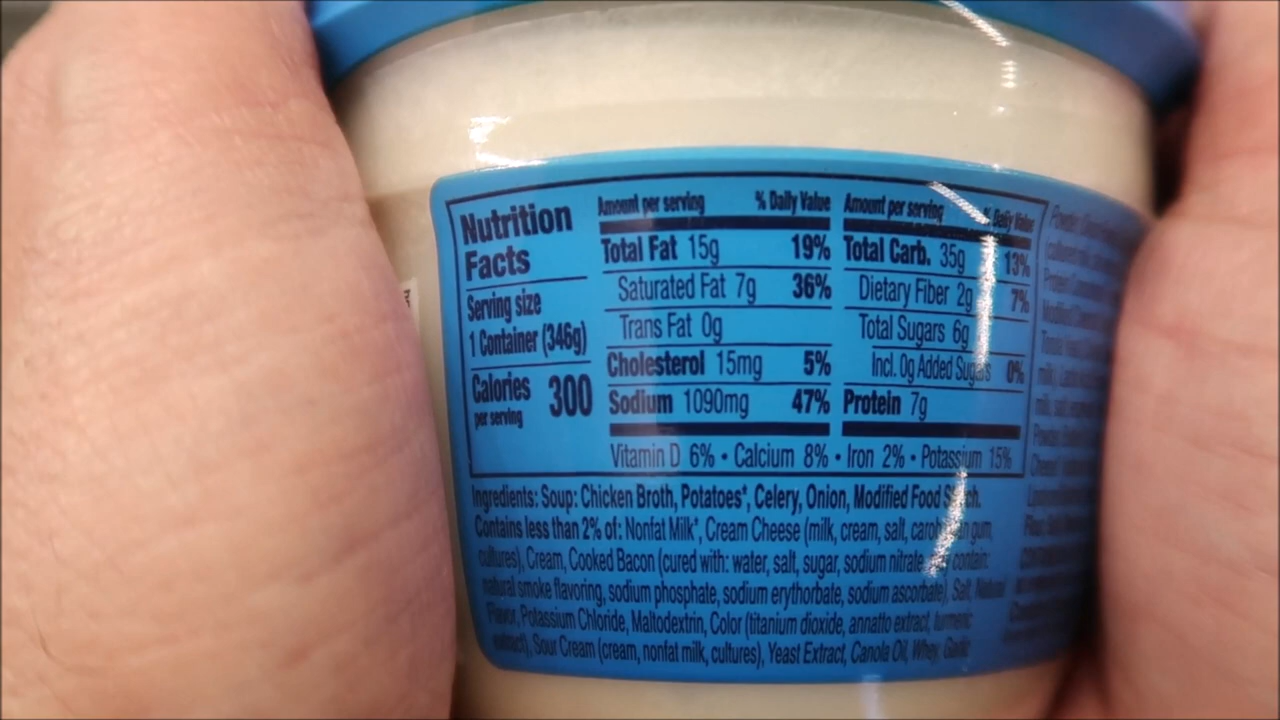 Nutrition
Facts
Serving size
1 Container (346g)
Calories 300
per serving
Amount per serving % Daily Value
Total Fat 15g 19%
Saturated Fat 7g 36%
Trans Fat 0g
Cholesterol 15mg 5%
Sodium 1090mg 47%
Amount per serving % Daily Value
Total Carb. 35g 13%
Dietary Fiber 2g 7%
Total Sugars 6g
Incl. 0g Added Sugars 0%
Protein 7g
Vitamin D 6% • Calcium 8% • Iron 2% • Potassium 15%
Ingredients: Soup: Chicken Broth, Potatoes*, Celery, Onion, Modified Food Starch.
Contains less than 2% of: Nonfat Milk*, Cream Cheese (milk, cream, salt, carob bean gum,
cultures), Cream, Cooked Bacon (cured with: water, salt, sugar, sodium nitrate, contain:
natural smoke flavoring, sodium phosphate, sodium erythorbate, sodium ascorbate), Salt, Natural
Flavor, Potassium Chloride, Maltodextrin, Color (titanium dioxide, annatto extract, turmeric
extract), Sour Cream (cream, nonfat milk, cultures), Yeast Extract, Canola Oil, Whey, Garlic